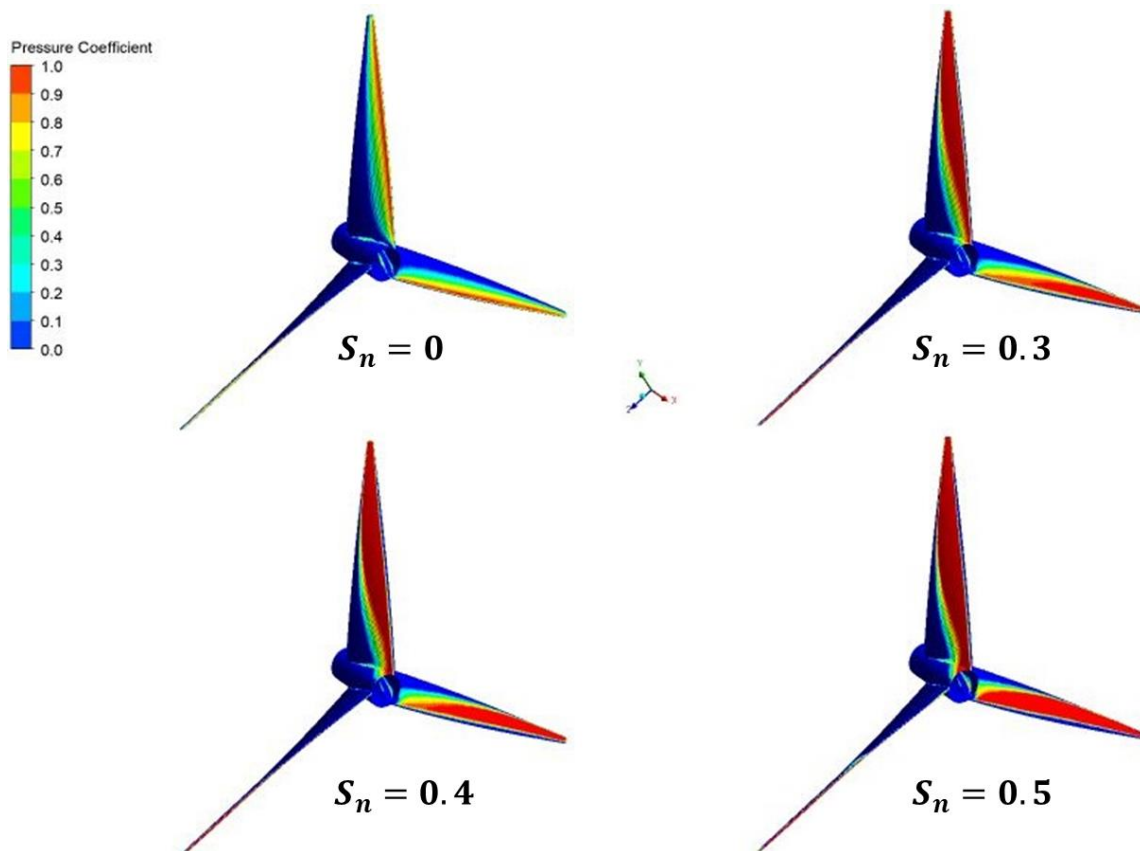 Pressure Coefficient
1.0
0.9
0.8
0.7
0.6
0.5
0.4
0.3
0.2
0.1
0.0
S_n = 0
S_n = 0.3
Y
Z
X
S_n = 0.4
S_n = 0.5